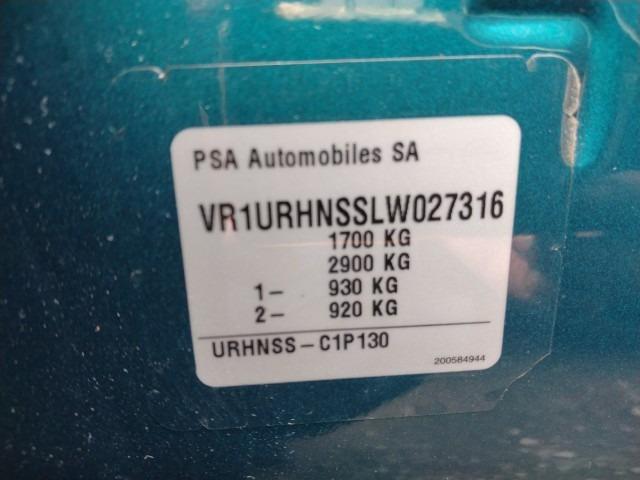 PSA Automobiles SA
VR1URHNSSLW027316
1700 KG
2900 KG
1- 930 KG
2- 920 KG
URHNSS-C1P130
200584944